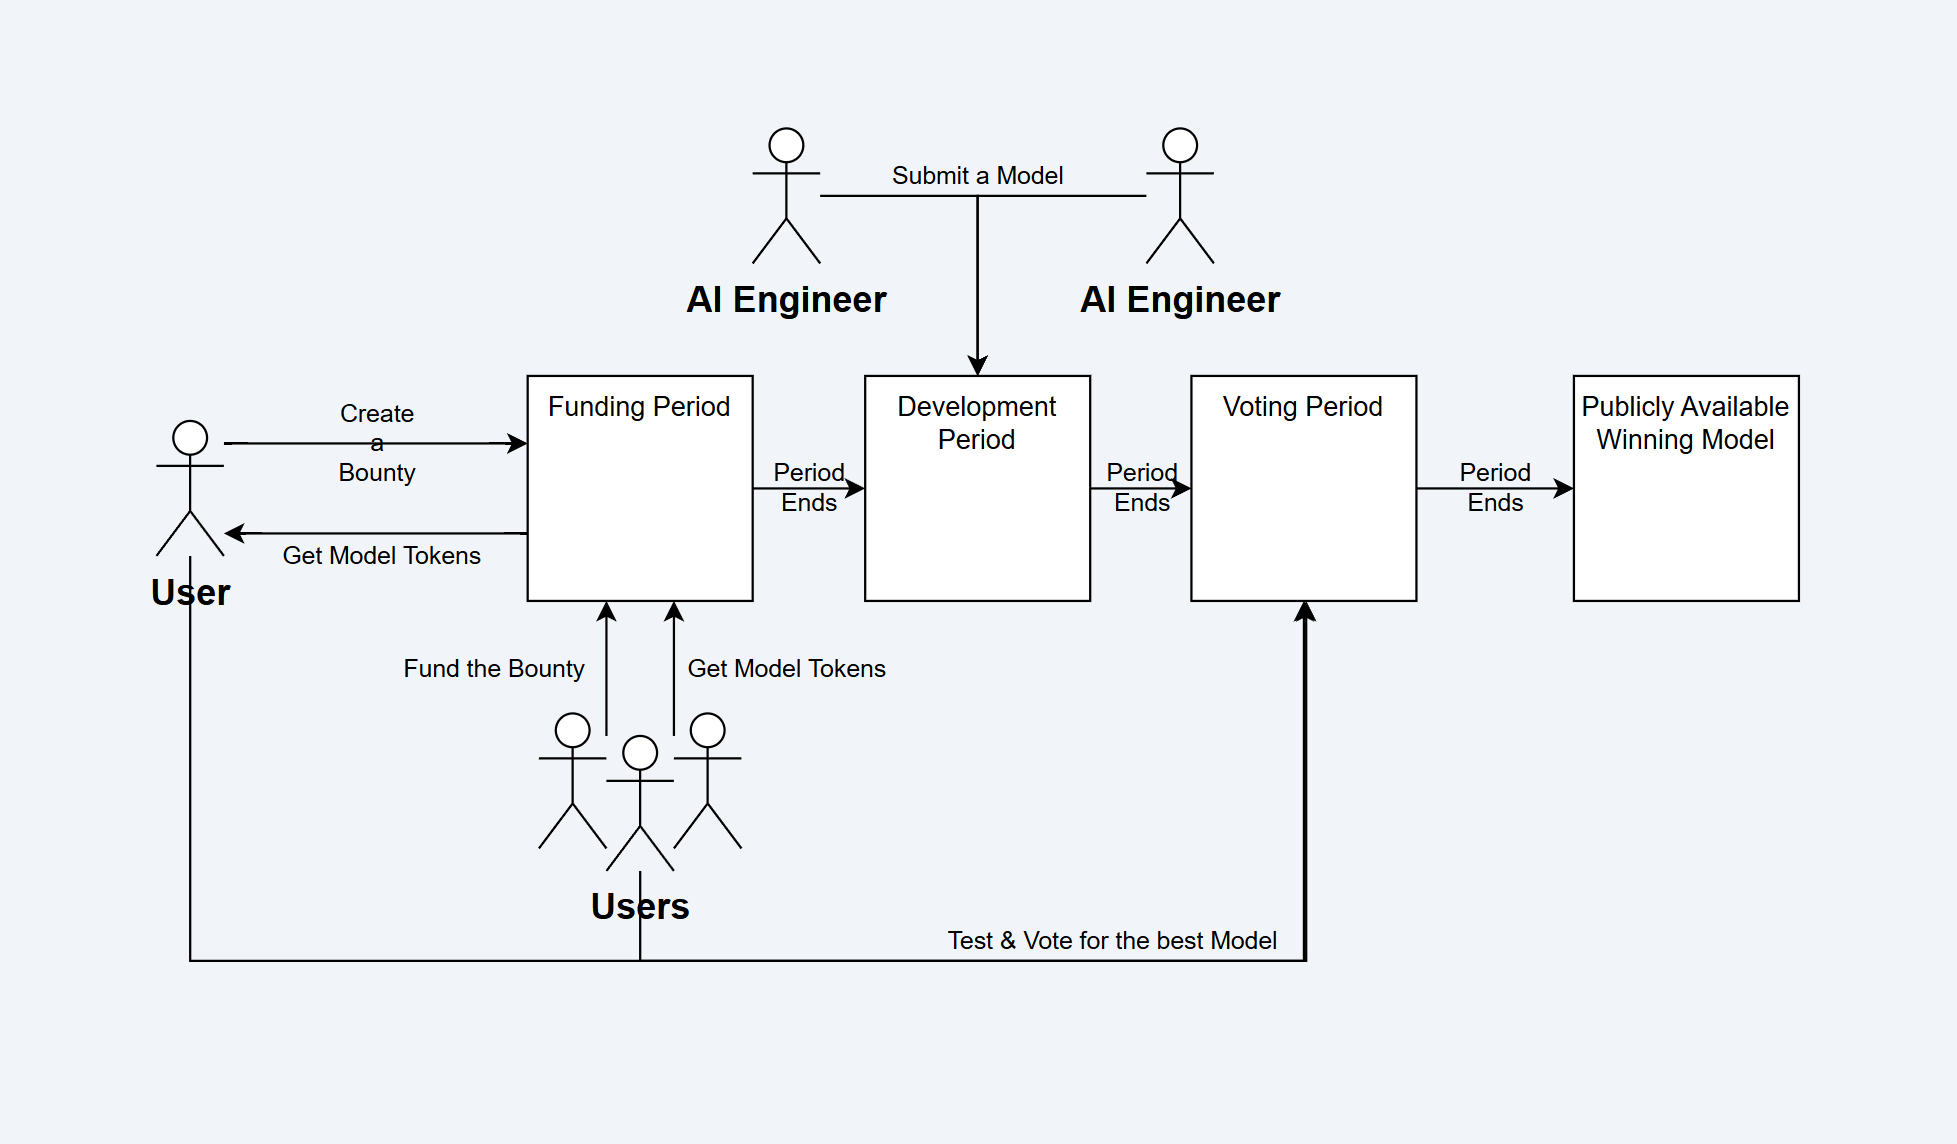 Submit a Model
AI Engineer
AI Engineer
Funding Period
Development
Period
Voting Period
Publicly Available
Winning Model
Create
a
Bounty
Period
Ends
Period
Ends
Period
Ends
Get Model Tokens
User
Fund the Bounty
Get Model Tokens
Users
Test & Vote for the best Model